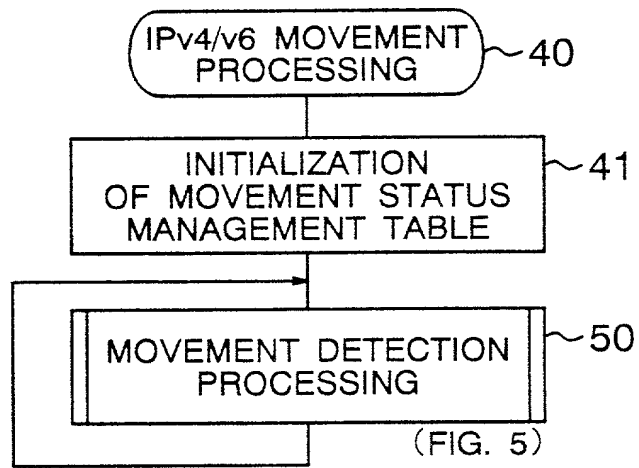 IPv4/v6 MOVEMENT
PROCESSING
40
INITIALIZATION
OF MOVEMENT STATUS
MANAGEMENT TABLE
41
MOVEMENT DETECTION
PROCESSING
50
(FIG. 5)